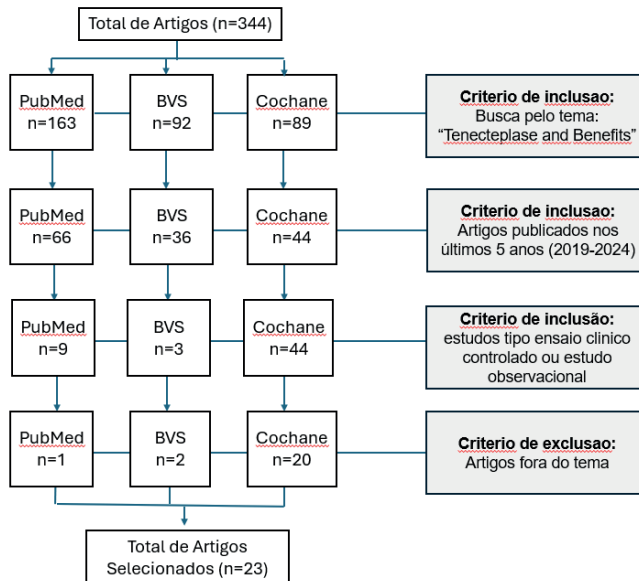 Total de Artigos (n=344)
PubMed
n=163
BVS
n=92
Cochane
n=89
Criterio de inclusao:
Busca pelo tema:
“Tenecteplase and Benefits”
PubMed
n=66
BVS
n=36
Cochane
n=44
Criterio de inclusao:
Artigos publicados nos
últimos 5 anos (2019-2024)
PubMed
n=9
BVS
n=3
Cochane
n=44
Criterio de inclusão:
estudos tipo ensaio clinico
controlado ou estudo
observacional
PubMed
n=1
BVS
n=2
Cochane
n=20
Criterio de exclusao:
Artigos fora do tema
Total de Artigos
Selecionados (n=23)